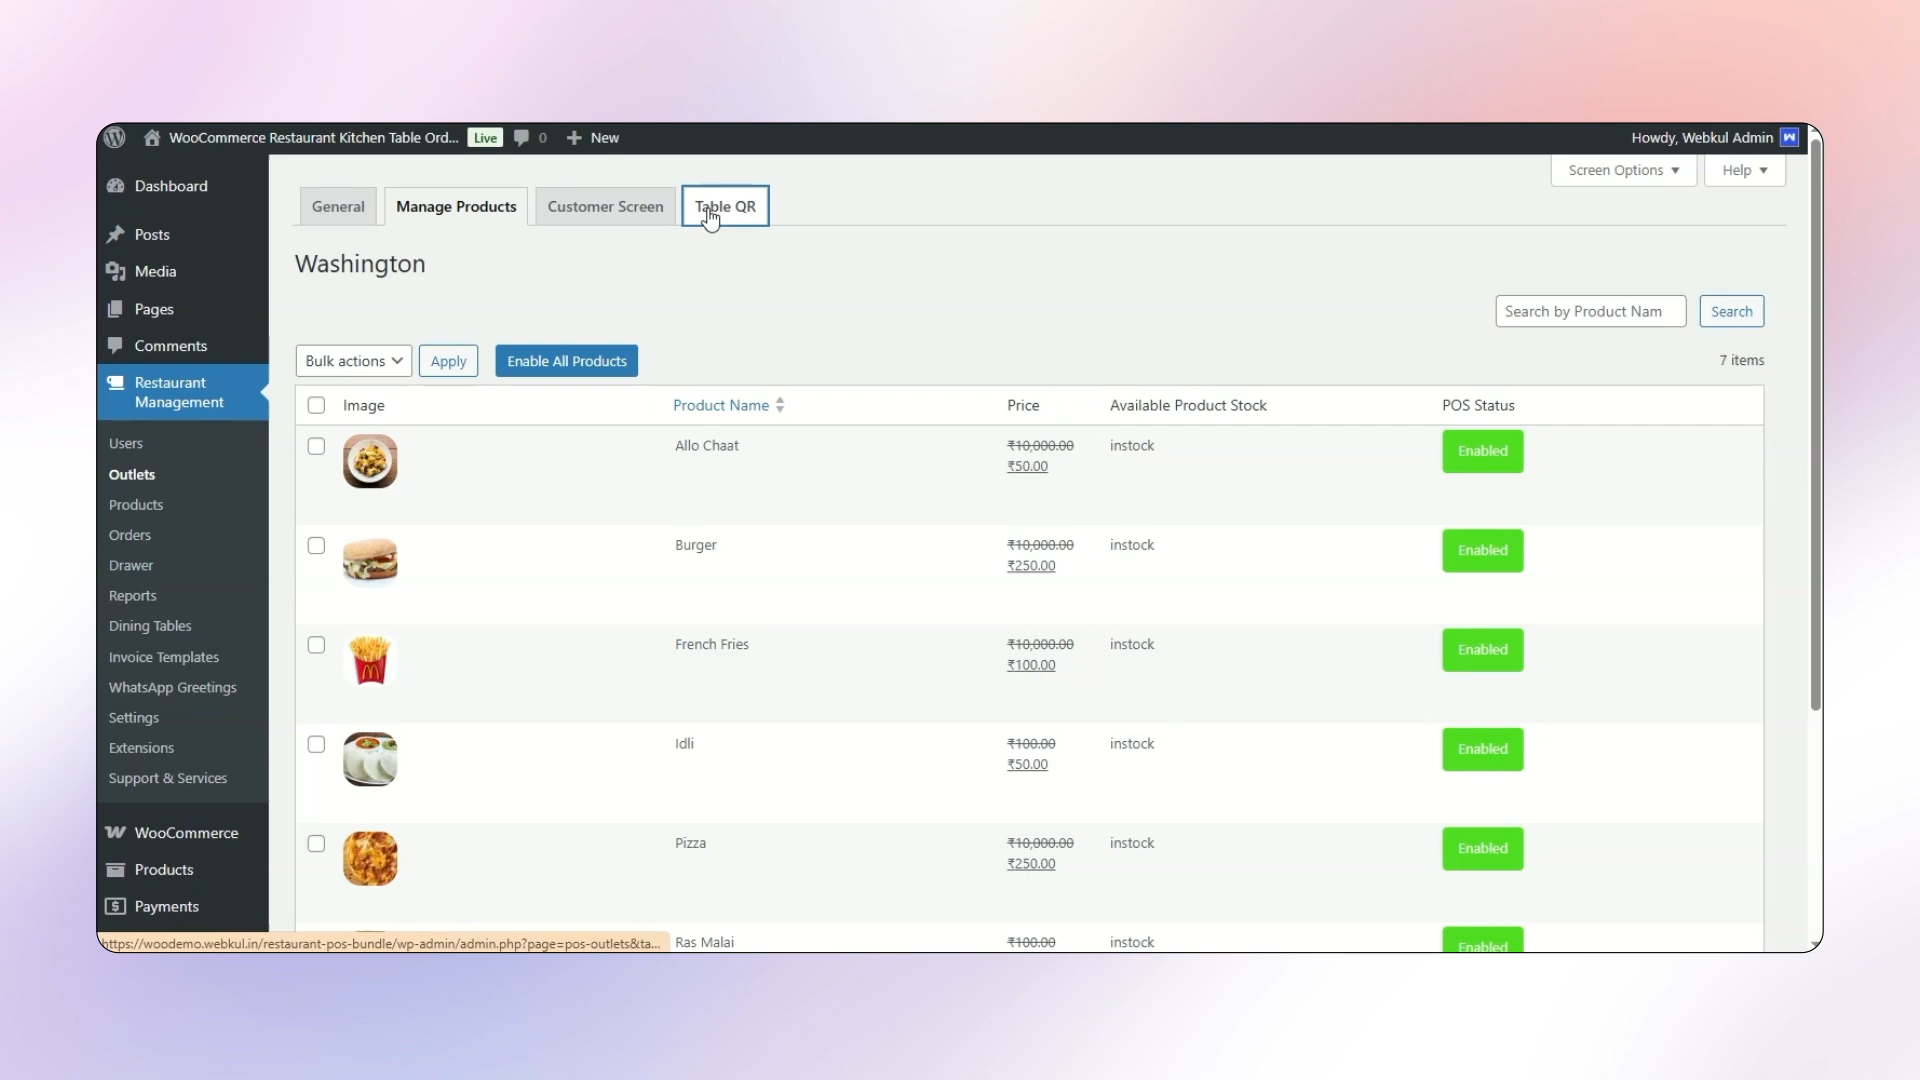 WooCommerce Restaurant Kitchen Table Ord... Live 0 New
Howdy, Webkul Admin
Screen Options Help
Dashboard
Posts
Media
Pages
Comments
Restaurant
Management
Users
Outlets
Products
Orders
Drawer
Reports
Dining Tables
Invoice Templates
WhatsApp Greetings
Settings
Extensions
Support & Services
WooCommerce
Products
Payments
General Manage Products Customer Screen Table QR
Washington
Search by Product Nam Search
Bulk actions Apply Enable All Products 7 items
Image Product Name Price Available Product Stock POS Status
Allo Chaat ₹10,000.00 instock Enabled
₹50.00
Burger ₹10,000.00 instock Enabled
₹250.00
French Fries ₹10,000.00 instock Enabled
₹100.00
Idli ₹100.00 instock Enabled
₹50.00
Pizza ₹10,000.00 instock Enabled
₹250.00
Ras Malai ₹100.00 instock Enabled
https://woodemo.webkul.in/restaurant-pos-bundle/wp-admin/admin.php?page=pos-outlets&ta...